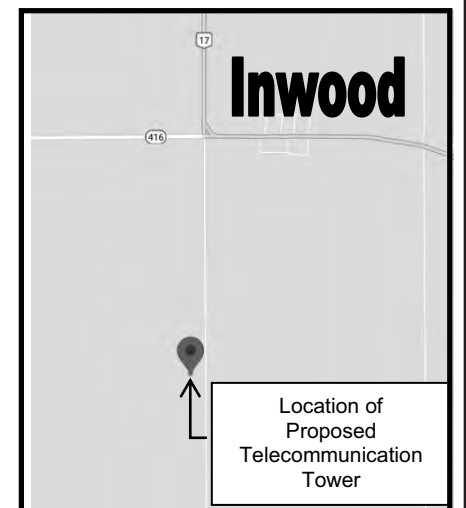 17
Inwood
416
Location of
Proposed
Telecommunication
Tower